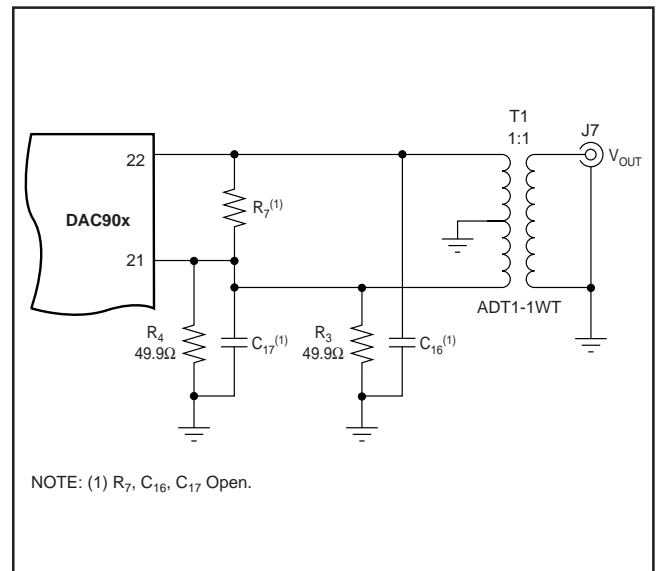 T1
1:1
J7
V_OUT
22
DAC90x
R_7^(1)
21
ADT1-1WT
R_4
49.9Ω
C_17^(1)
R_3
49.9Ω
C_16^(1)
NOTE: (1) R_7, C_16, C_17 Open.